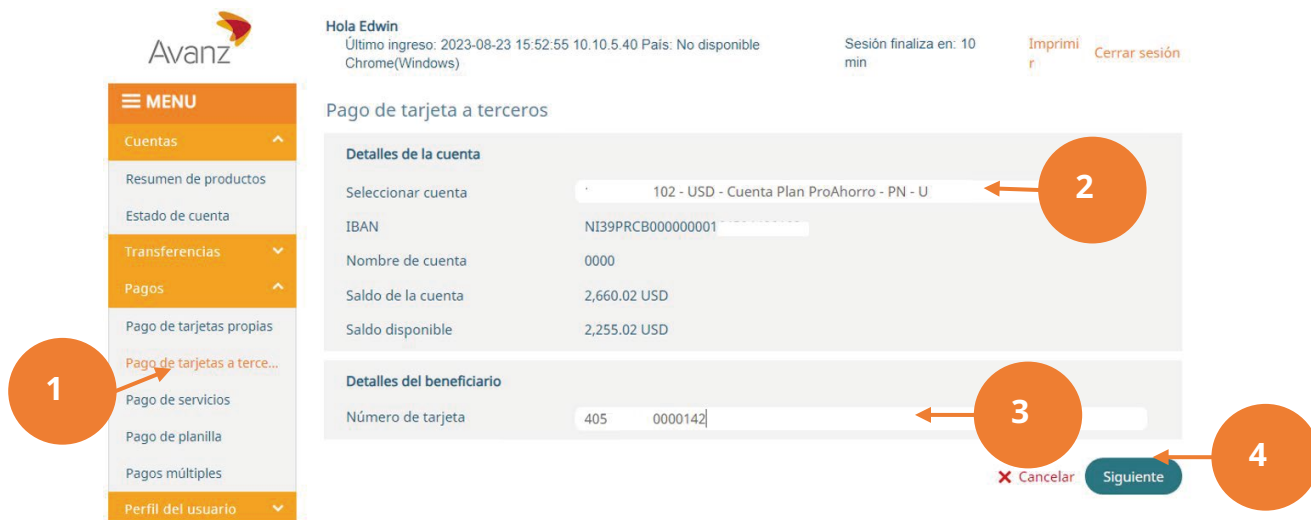 Avanz
Hola Edwin
Último ingreso: 2023-08-23 15:52:55 10.10.5.40 País: No disponible
Chrome(Windows)
Sesión finaliza en: 10
min
Imprimi
r
Cerrar sesión
MENU
Cuentas
Resumen de productos
Estado de cuenta
Transferencias
Pagos
Pago de tarjetas propias
Pago de tarjetas a terce...
Pago de servicios
Pago de planilla
Pagos múltiples
Perfil del usuario
1
Pago de tarjeta a terceros
Detalles de la cuenta
Seleccionar cuenta 102 - USD - Cuenta Plan ProAhorro - PN - U
2
IBAN NI39PRCB000000001
Nombre de cuenta 0000
Saldo de la cuenta 2,660.02 USD
Saldo disponible 2,255.02 USD
Detalles del beneficiario
Número de tarjeta 405 0000142
3
Cancelar Siguiente
4